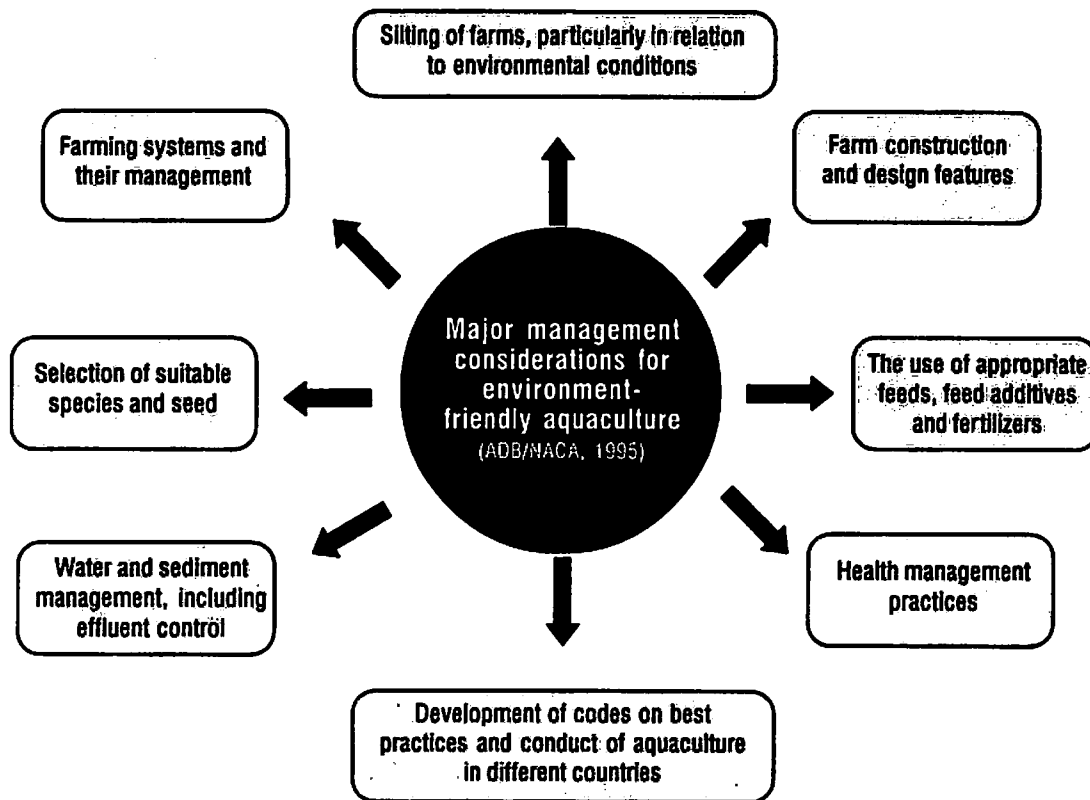 Silting of farms, particularly in relation
to environmental conditions
Farming systems and
their management
Farm construction
and design features
Major management
considerations for
environment-
friendly aquaculture
(ADB/NACA, 1995)
Selection of suitable
species and seed
The use of appropriate
feeds, feed additives
and fertilizers
Water and sediment
management, including
effluent control
Health management
practices
Development of codes on best
practices and conduct of aquaculture
in different countries